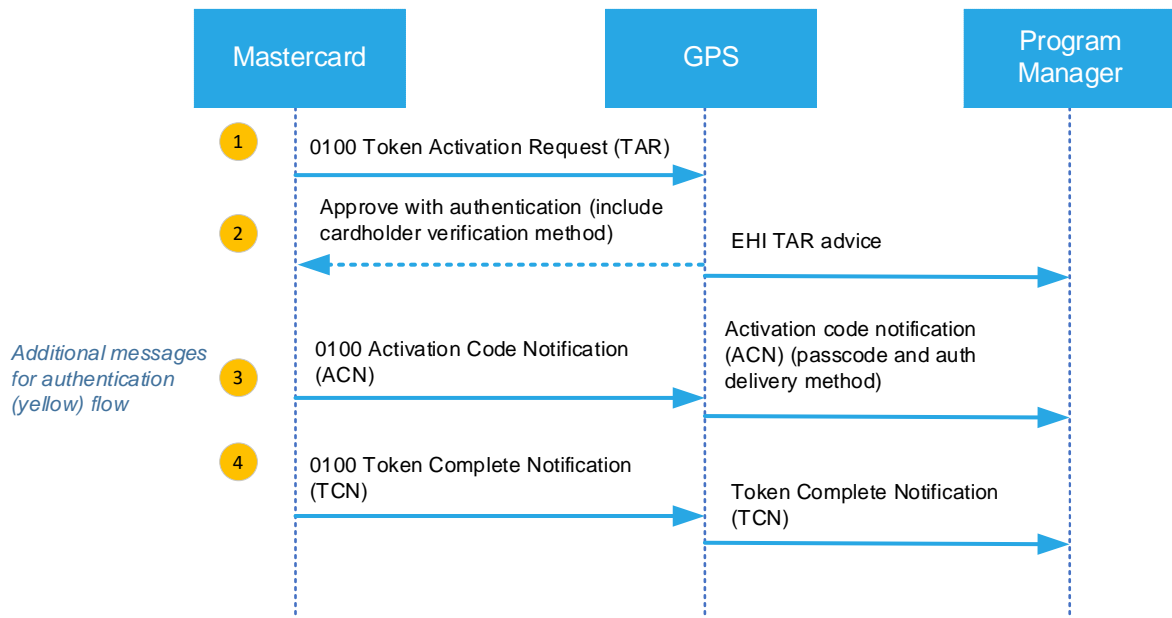 Mastercard
GPS
Program
Manager
1
0100 Token Activation Request (TAR)
2
Approve with authentication (include
cardholder verification method)
EHI TAR advice
Additional messages
for authentication
(yellow) flow
3
0100 Activation Code Notification
(ACN)
Activation code notification
(ACN) (passcode and auth
delivery method)
4
0100 Token Complete Notification
(TCN)
Token Complete Notification
(TCN)